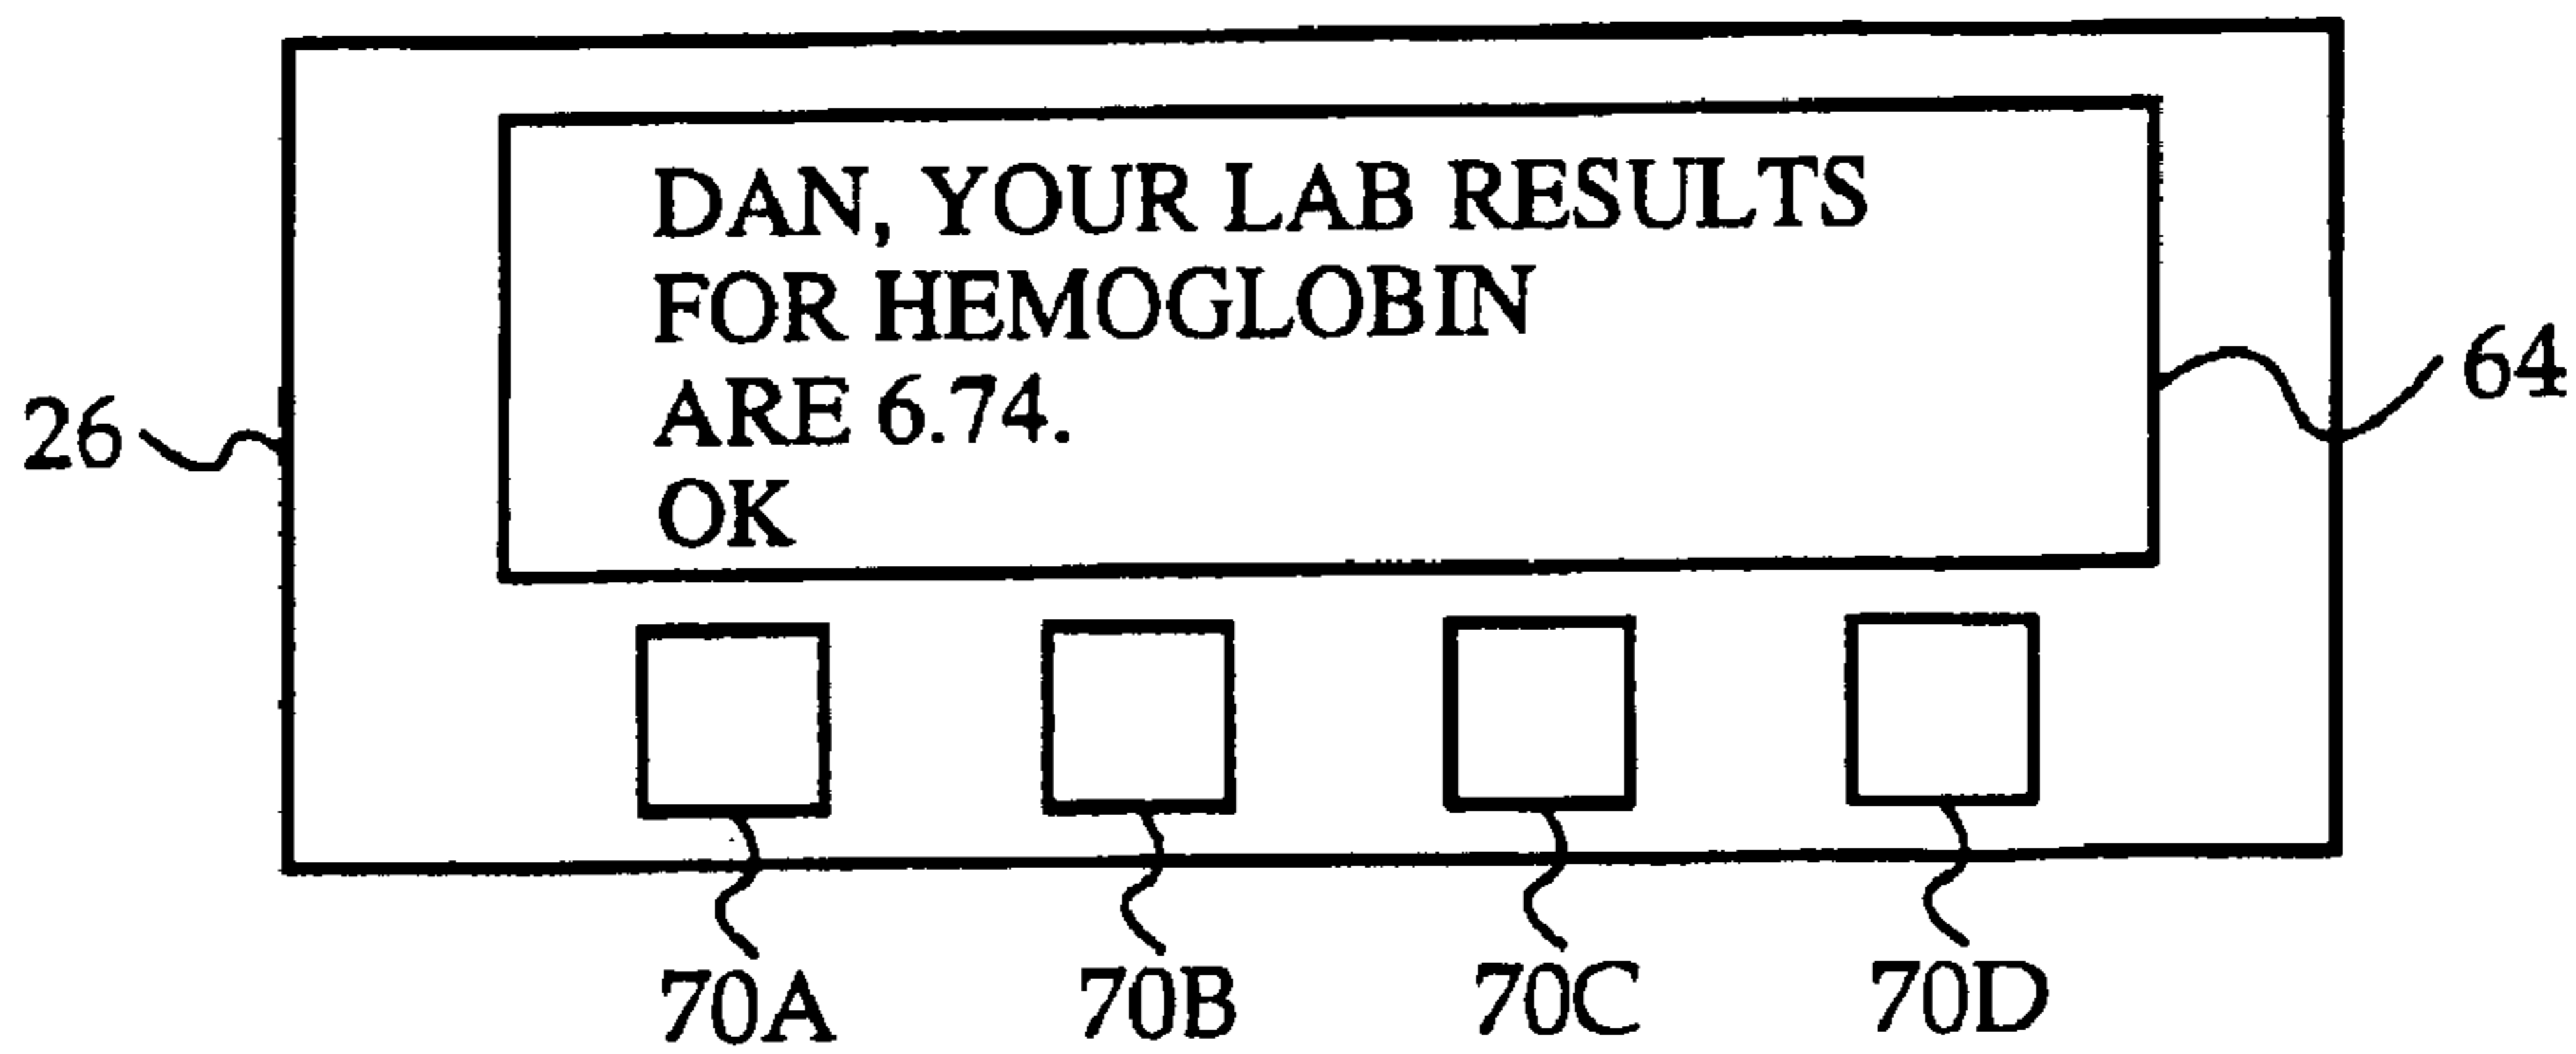 DAN, YOUR LAB RESULTS
FOR HEMOGLOBIN
ARE 6.74.
OK
26
64
70A 70B 70C 70D